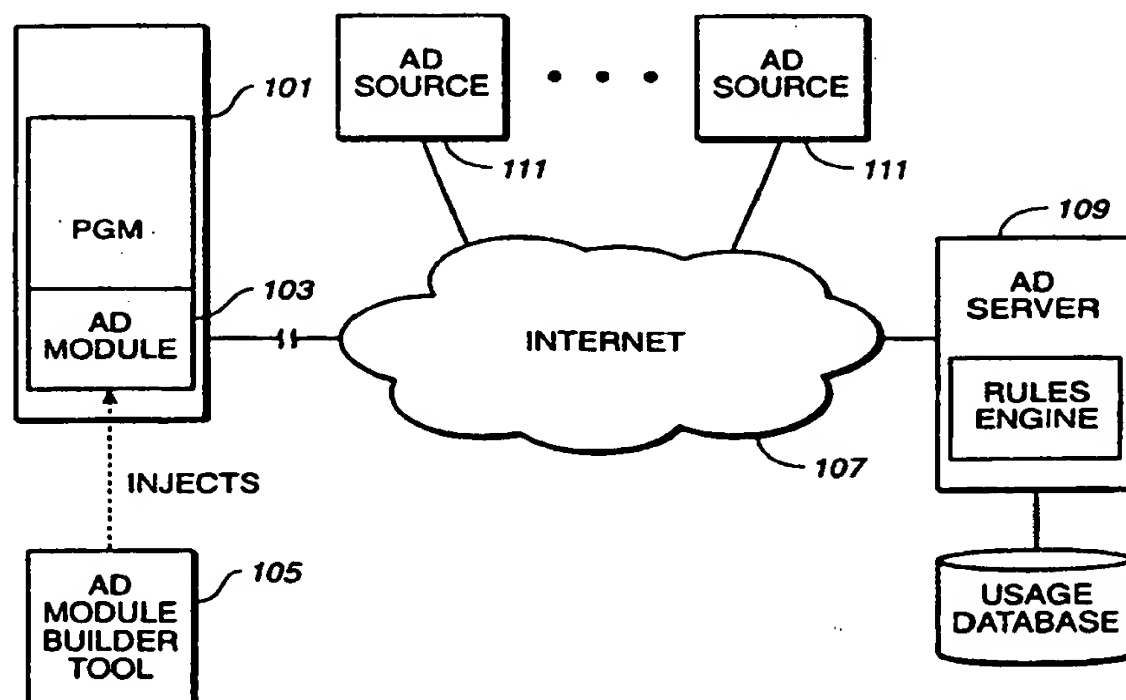 AD
SOURCE
AD
SOURCE
101
111
111
PGM
109
AD
SERVER
103
AD
MODULE
INTERNET
RULES
ENGINE
107
INJECTS
105
AD
MODULE
BUILDER
TOOL
USAGE
DATABASE